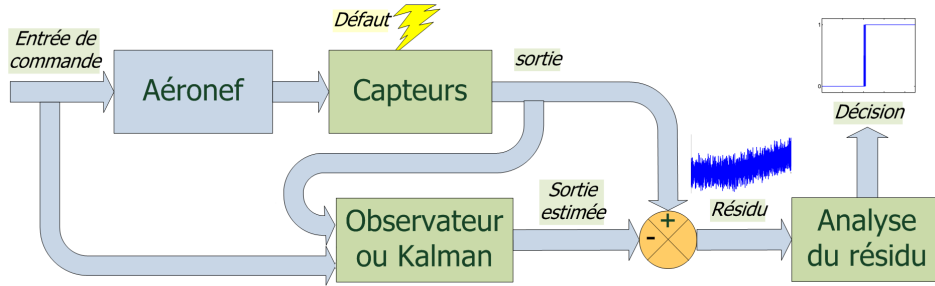 Entrée de
commande
Aéronef
Défaut
Capteurs
sortie
1
0
Décision
Observateur
ou Kalman
Sortie
estimée
+
-
Résidu
Analyse
du résidu